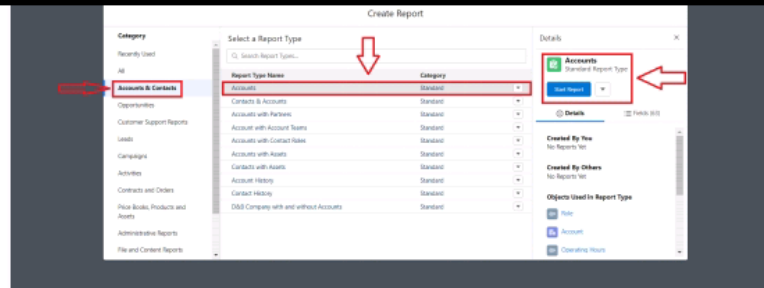 Create Report
Category
Recently Used
All
Accounts & Contacts
Opportunities
Customer Support Reports
Leads
Campaigns
Activities
Contracts and Orders
Price Books, Products and
Assets
Administrative Reports
File and Content Reports
Select a Report Type
Search Report Types...
Report Type Name Category
Accounts Standard
Contacts & Accounts Standard
Accounts with Partners Standard
Account with Account Teams Standard
Accounts with Contact Roles Standard
Accounts with Assets Standard
Contacts with Assets Standard
Account History Standard
Contact History Standard
D&B Company with and without Accounts Standard
Details
Accounts
Standard Report Type
Start Report
Details Fields (63)
Created By You
No Reports Yet
Created By Others
No Reports Yet
Objects Used in Report Type
Role
Account
Operating Hours